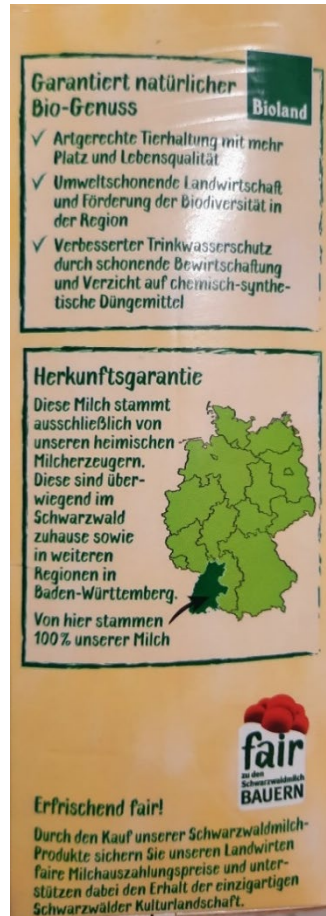 Garantiert natürlicher
Bio-Genuss
Bioland
✓ Artgerechte Tierhaltung mit mehr
Platz und Lebensqualität
✓ Umweltschonende Landwirtschaft
und Förderung der Biodiversität in
der Region
✓ Verbesserter Trinkwasserschutz
durch schonende Bewirtschaftung
und Verzicht auf chemisch-synthe-
tische Düngemittel
Herkunftsgarantie
Diese Milch stammt
ausschließlich von
unseren heimischen
Milcherzeugern.
Diese sind über-
wiegend im
Schwarzwald
zuhause sowie
in weiteren
Regionen in
Baden-Württemberg.
Von hier stammen
100% unserer Milch
fair
zu den
Schwarzwaldmilch
BAUERN
Erfrischend fair!
Durch den Kauf unserer Schwarzwaldmilch-
Produkte sichern Sie unseren Landwirten
faire Milchauszahlungspreise und unter-
stützen dabei den Erhalt der einzigartigen
Schwarzwälder Kulturlandschaft.